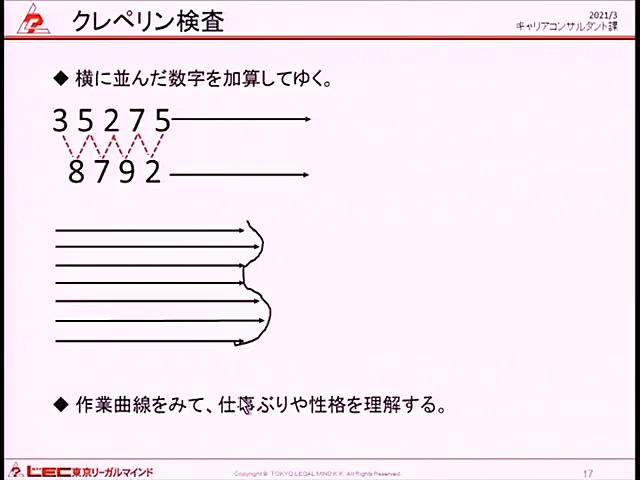 クレペリン検査
2021/3
キャリアコンサルタント課
◆ 横に並んだ数字を加算してゆく。
3 5 2 7 5
8 7 9 2
◆ 作業曲線をみて、仕事ぶりや性格を理解する。
LEC東京リーガルマインド
Copyright © TOKYO LEGAL MIND K.K. All Rights Reserved.
17